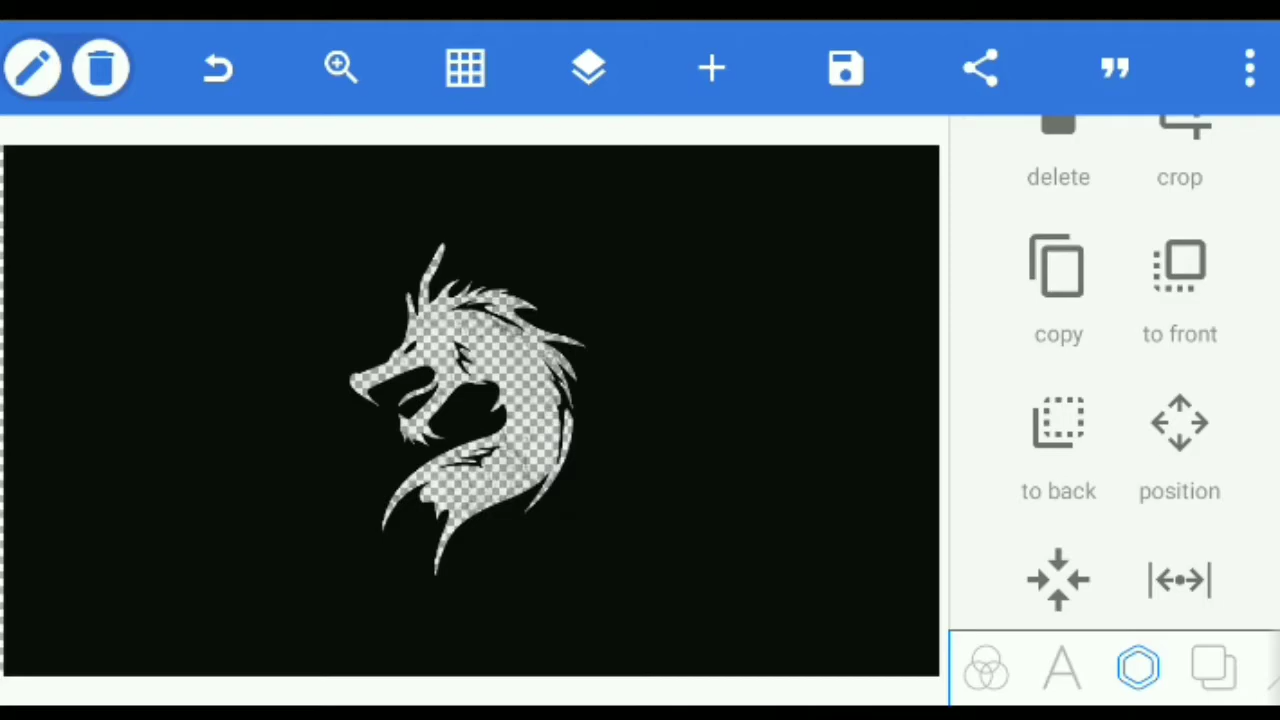 delete
crop
copy
to front
to back
position